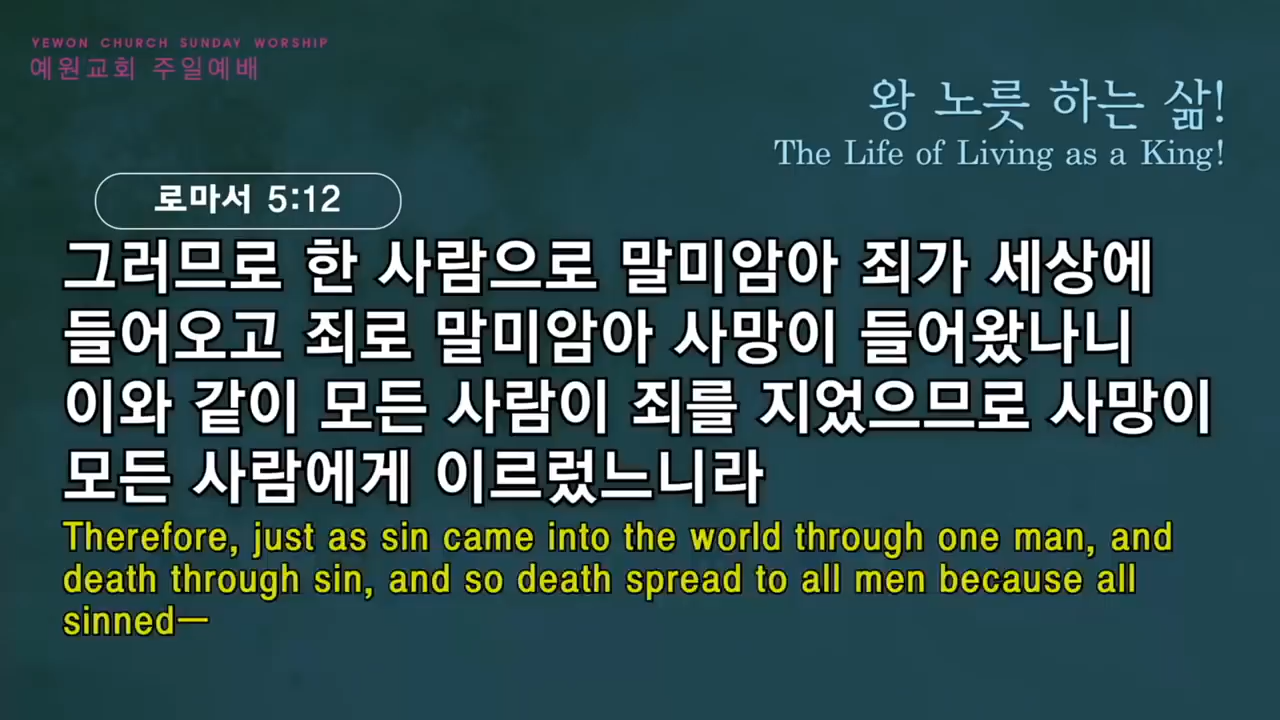 YEWON CHURCH SUNDAY WORSHIP
예원교회 주일예배
왕 노릇 하는 삶!
The Life of Living as a King!
로마서 5:12
그러므로 한 사람으로 말미암아 죄가 세상에
들어오고 죄로 말미암아 사망이 들어왔나니
이와 같이 모든 사람이 죄를 지었으므로 사망이
모든 사람에게 이르렀느니라
Therefore, just as sin came into the world through one man, and
death through sin, and so death spread to all men because all
sinned—